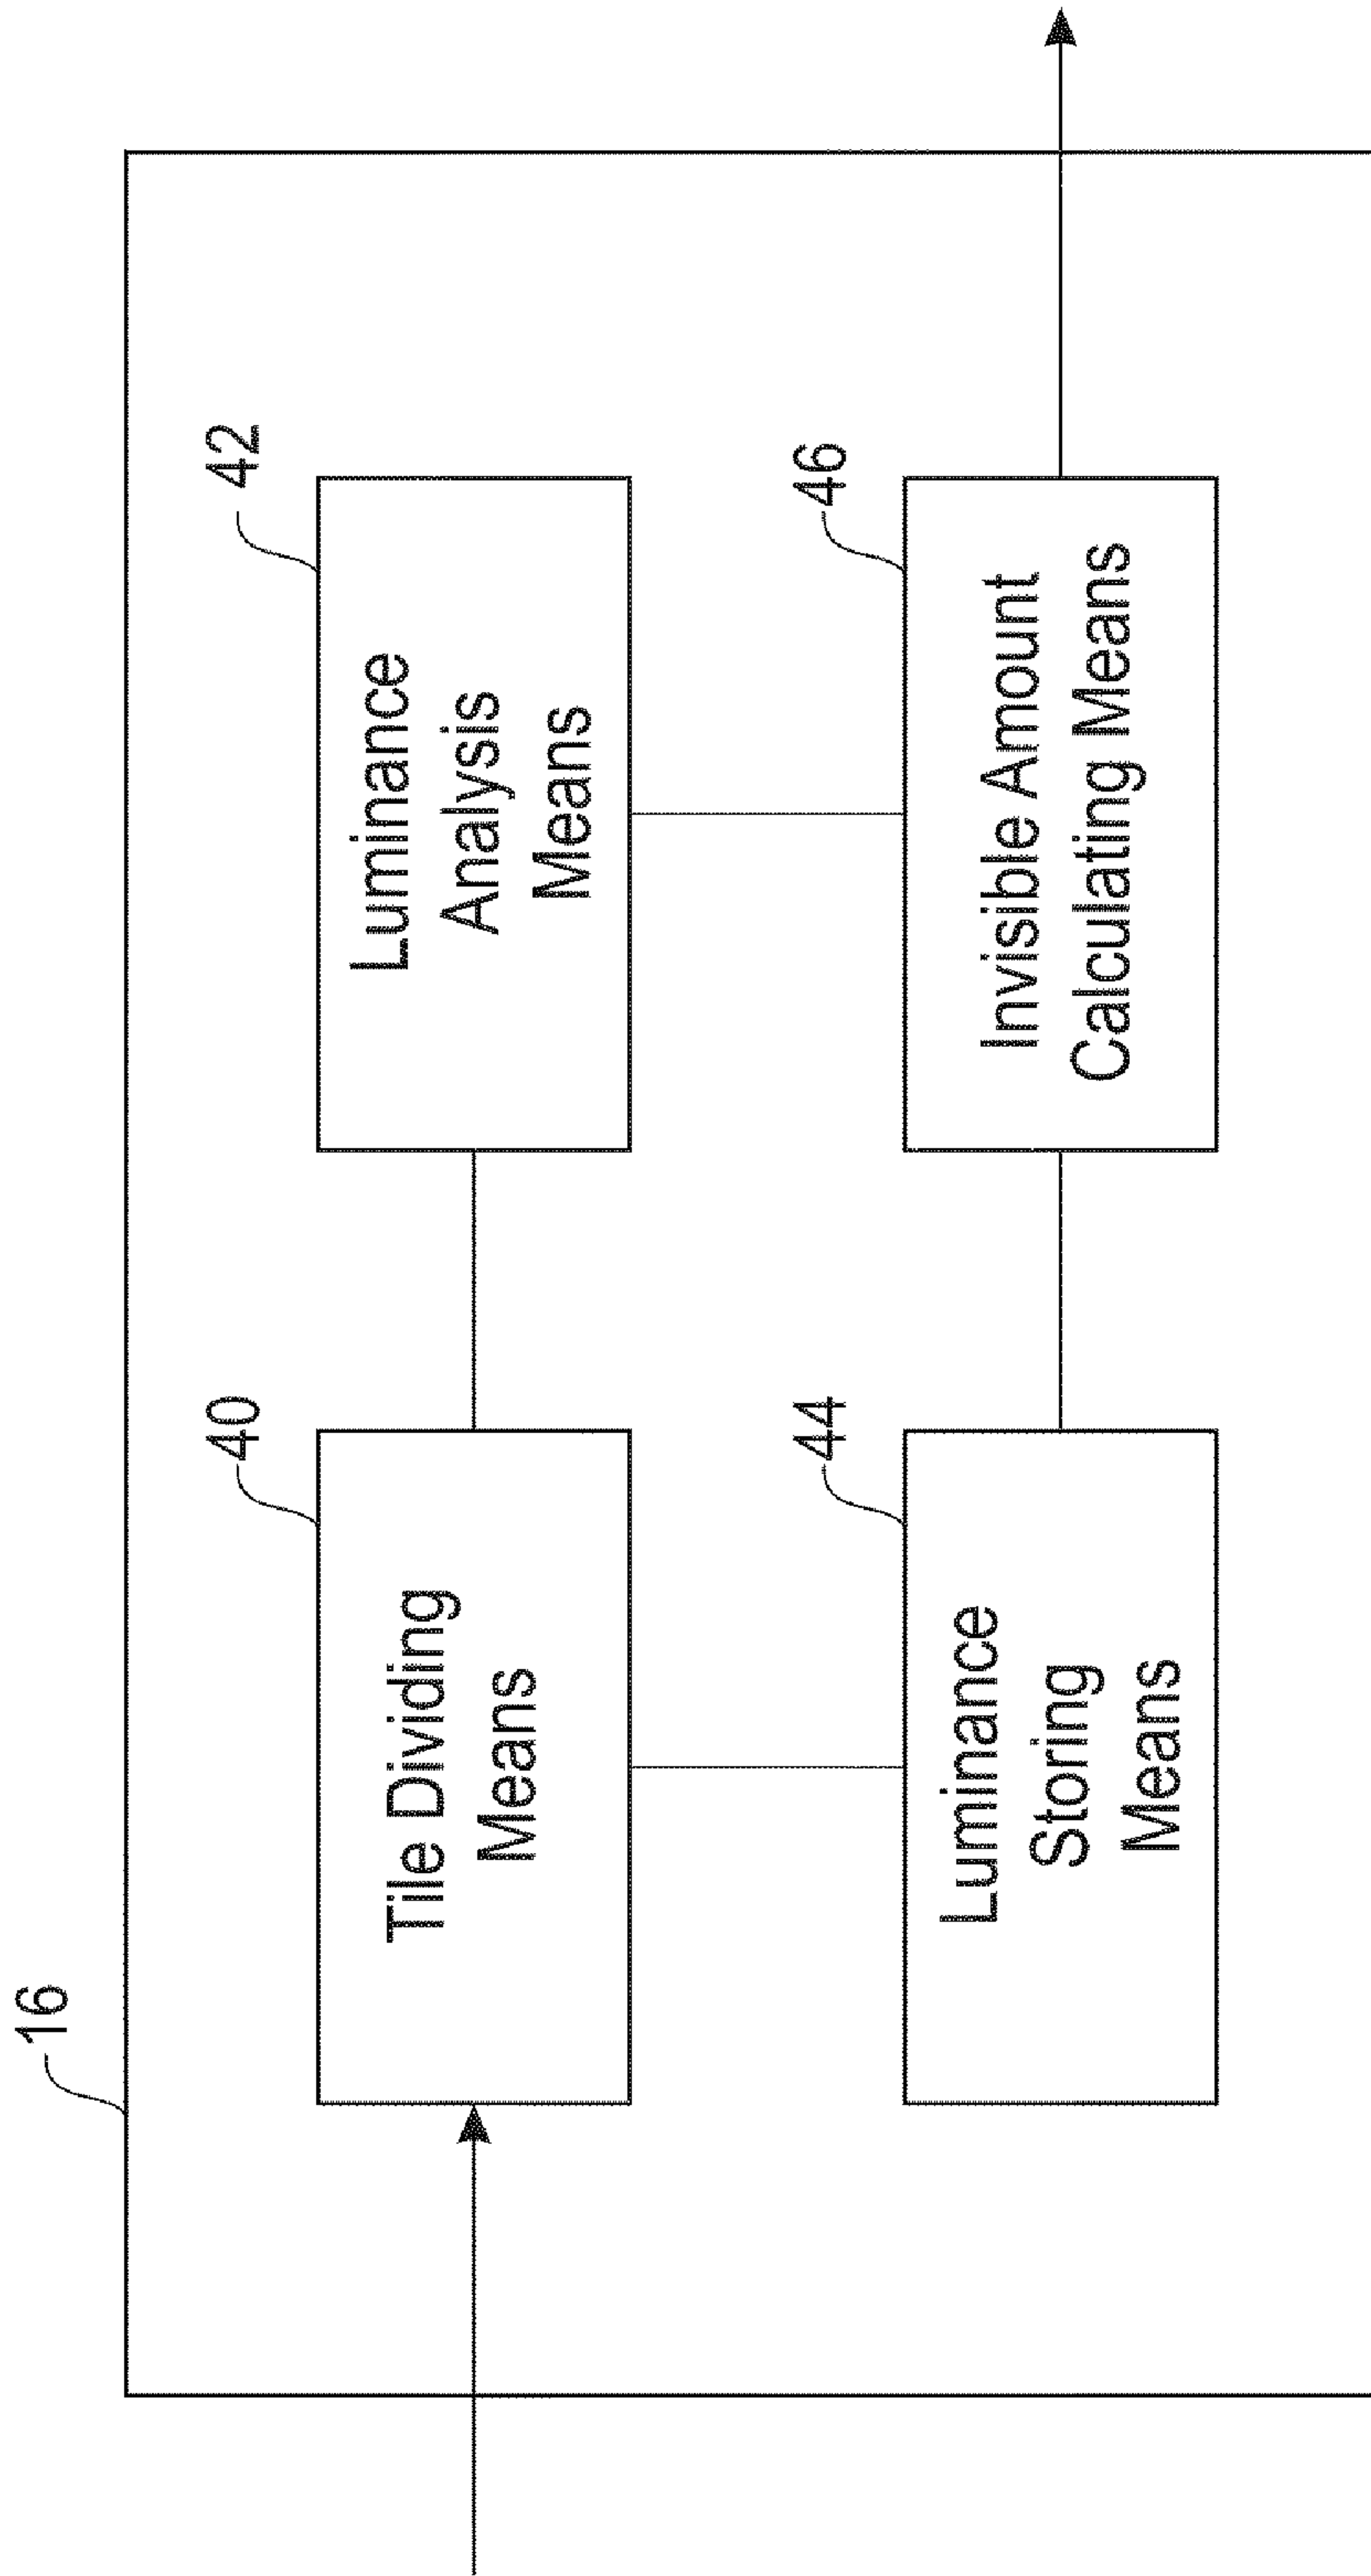 16
40
Tile Dividing
Means
42
Luminance
Analysis
Means
44
Luminance
Storing
Means
46
Invisible Amount
Calculating Means